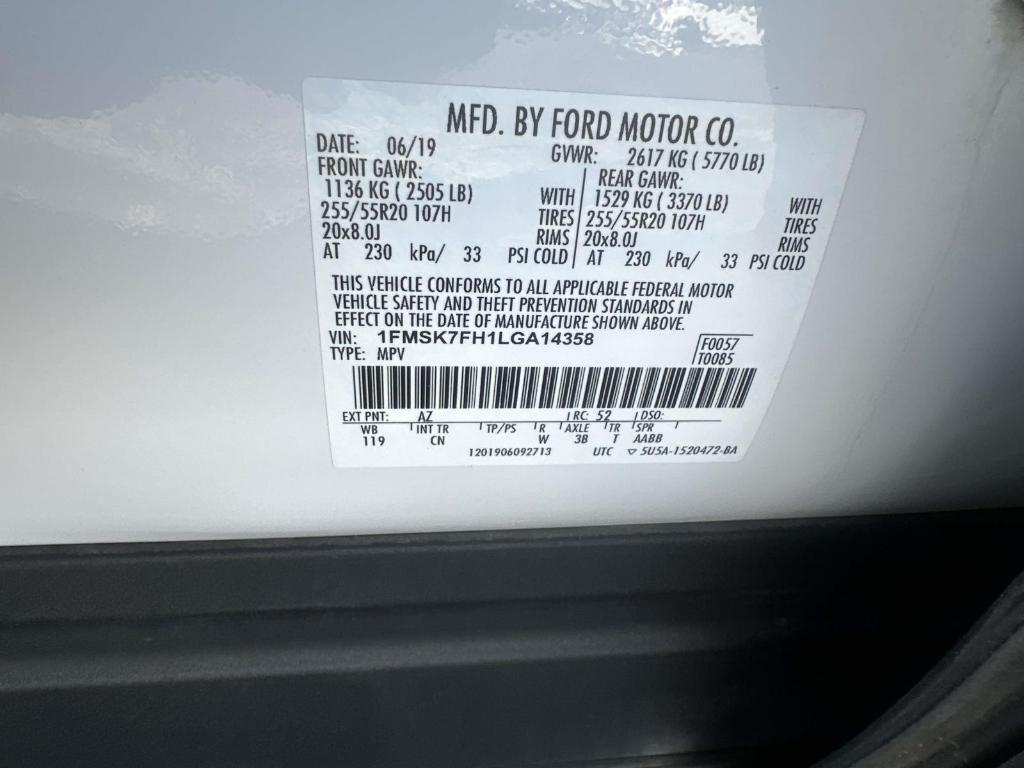 MFD. BY FORD MOTOR CO.
DATE: 06/19 GVWR: 2617 KG ( 5770 LB)
FRONT GAWR: REAR GAWR:
1136 KG ( 2505 LB) WITH 1529 KG ( 3370 LB) WITH
255/55R20 107H TIRES 255/55R20 107H TIRES
20x8.0J RIMS 20x8.0J RIMS
AT 230 kPa/ 33 PSI COLD AT 230 kPa/ 33 PSI COLD
THIS VEHICLE CONFORMS TO ALL APPLICABLE FEDERAL MOTOR
VEHICLE SAFETY AND THEFT PREVENTION STANDARDS IN
EFFECT ON THE DATE OF MANUFACTURE SHOWN ABOVE.
VIN: 1FMSK7FH1LGA14358 F0057
TYPE: MPV T0085
EXT PNT: AZ RC: 52 DSO:
WB INT TR TP/PS R AXLE TR SPR
119 CN W 3B T AABB
1201906092713 UTC ▽ 5U5A-1520472-BA